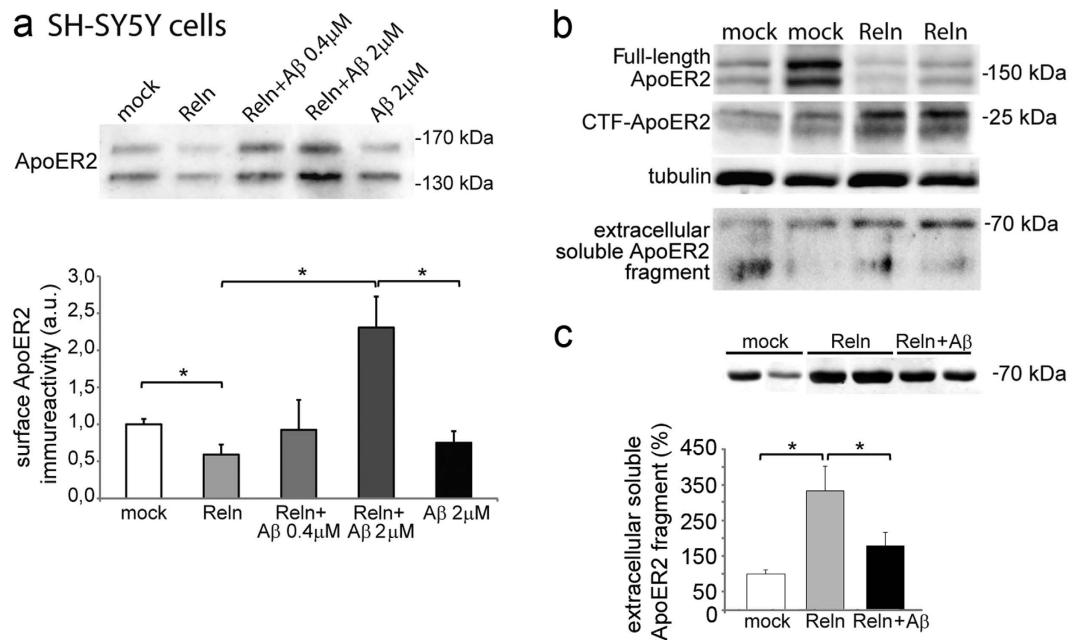 a SH-SY5Y cells
mock
Reln
Reln+Aβ 0.4μM
Reln+Aβ 2μM
Aβ 2μM
ApoER2
-170 kDa
-130 kDa
surface ApoER2
immureactivity (a.u.)
3,0
2,5
2,0
1,0
1,0
0,5
0,0
*
*
*
mock
Reln
Reln+
Aβ 0.4μM
Reln+
Aβ 2μM
Aβ 2μM
b
mock mock Reln Reln
Full-length
ApoER2
-150 kDa
CTF-ApoER2
-25 kDa
tubulin
extracellular
soluble ApoER2
fragment
-70 kDa
c
mock Reln Reln+Aβ
-70 kDa
extracellular soluble
ApoER2 fragment (%)
450
350
250
150
50
0
*
*
mock Reln Reln+Aβ